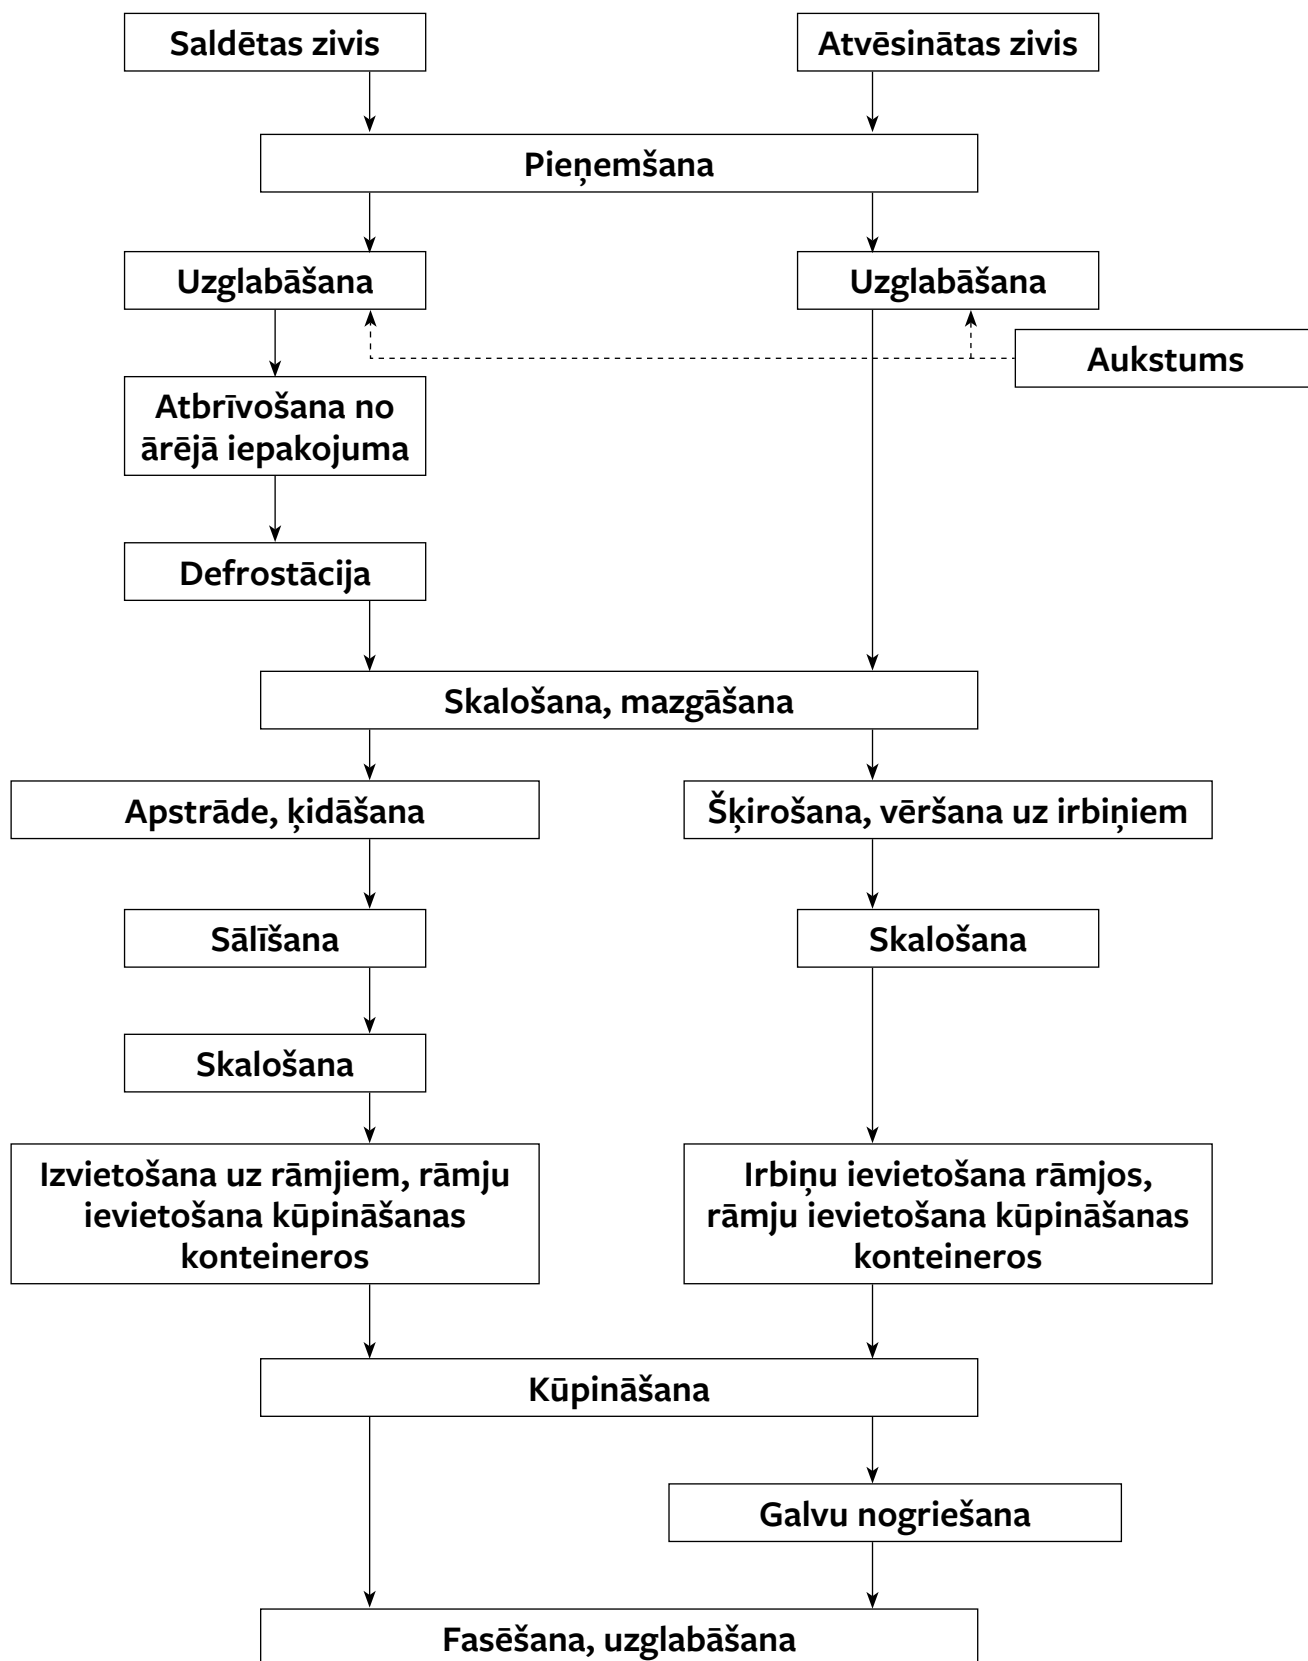 Saldētas zivis
Atvēsinātas zivis
Pieņemšana
Uzglabāšana
Uzglabāšana
Aukstums
Atbrīvošana no
ārējā iepakojuma
Defrostācija
Skalošana, mazgāšana
Apstrāde, ķidāšana
Šķirošana, vēršana uz irbiņiem
Sālīšana
Skalošana
Skalošana
Izvietošana uz rāmjiem, rāmju
ievietošana kūpināšanas
konteineros
Irbiņu ievietošana rāmjos,
rāmju ievietošana kūpināšanas
konteineros
Kūpināšana
Galvu nogriešana
Fasēšana, uzglabāšana